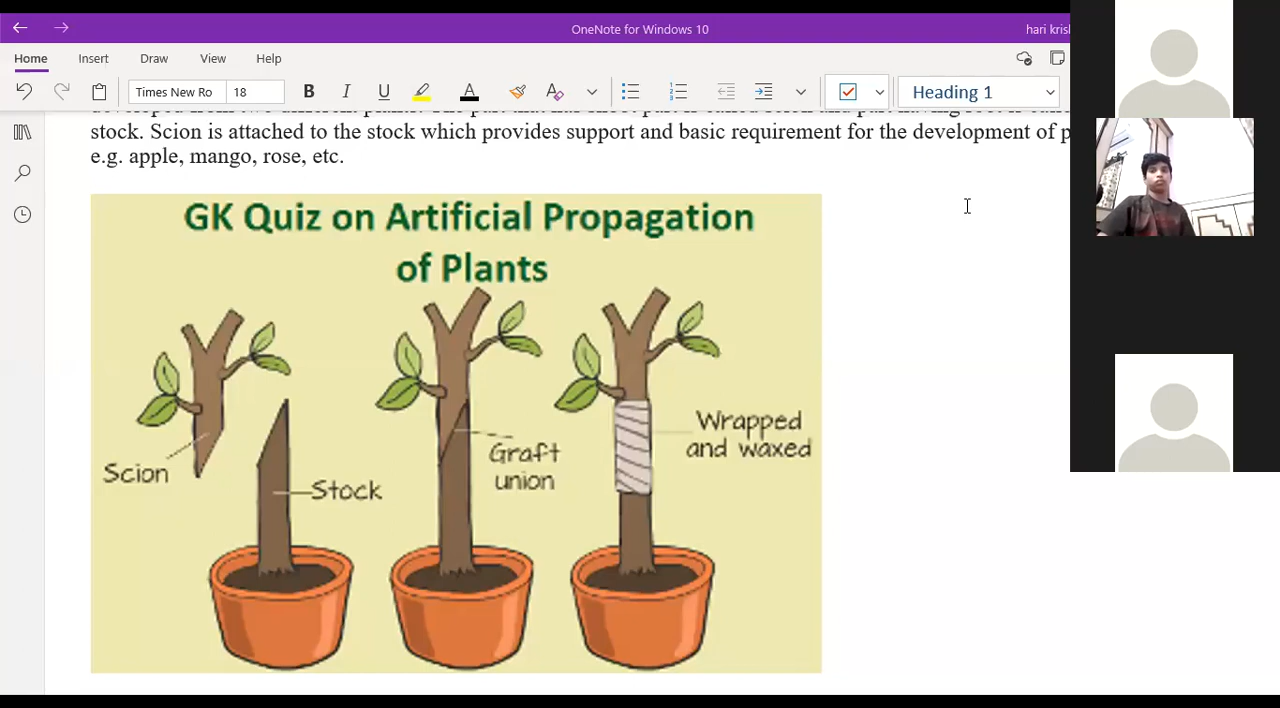 OneNote for Windows 10
hari kris
Home Insert Draw View Help
Times New Ro 18 B I U A Heading 1
stock. Scion is attached to the stock which provides support and basic requirement for the development of p
e.g. apple, mango, rose, etc.
GK Quiz on Artificial Propagation
of Plants
Scion
Stock
Graft
union
Wrapped
and waxed